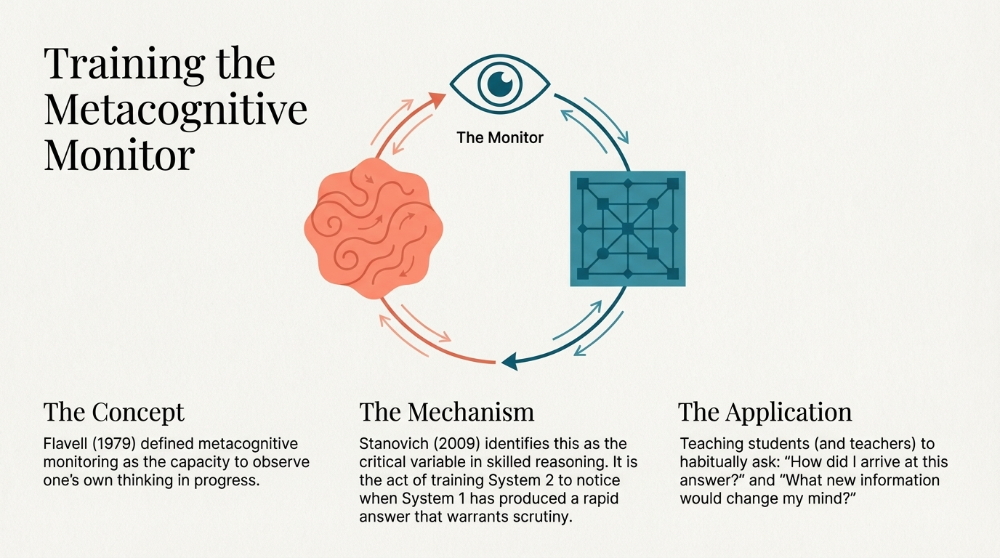 Training the
Metacognitive
Monitor
The Monitor
The Concept
Flavell (1979) defined metacognitive
monitoring as the capacity to observe
one’s own thinking in progress.
The Mechanism
Stanovich (2009) identifies this as the
critical variable in skilled reasoning. It is
the act of training System 2 to notice
when System 1 has produced a rapid
answer that warrants scrutiny.
The Application
Teaching students (and teachers) to
habitually ask: “How did I arrive at this
answer?” and “What new information
would change my mind?”